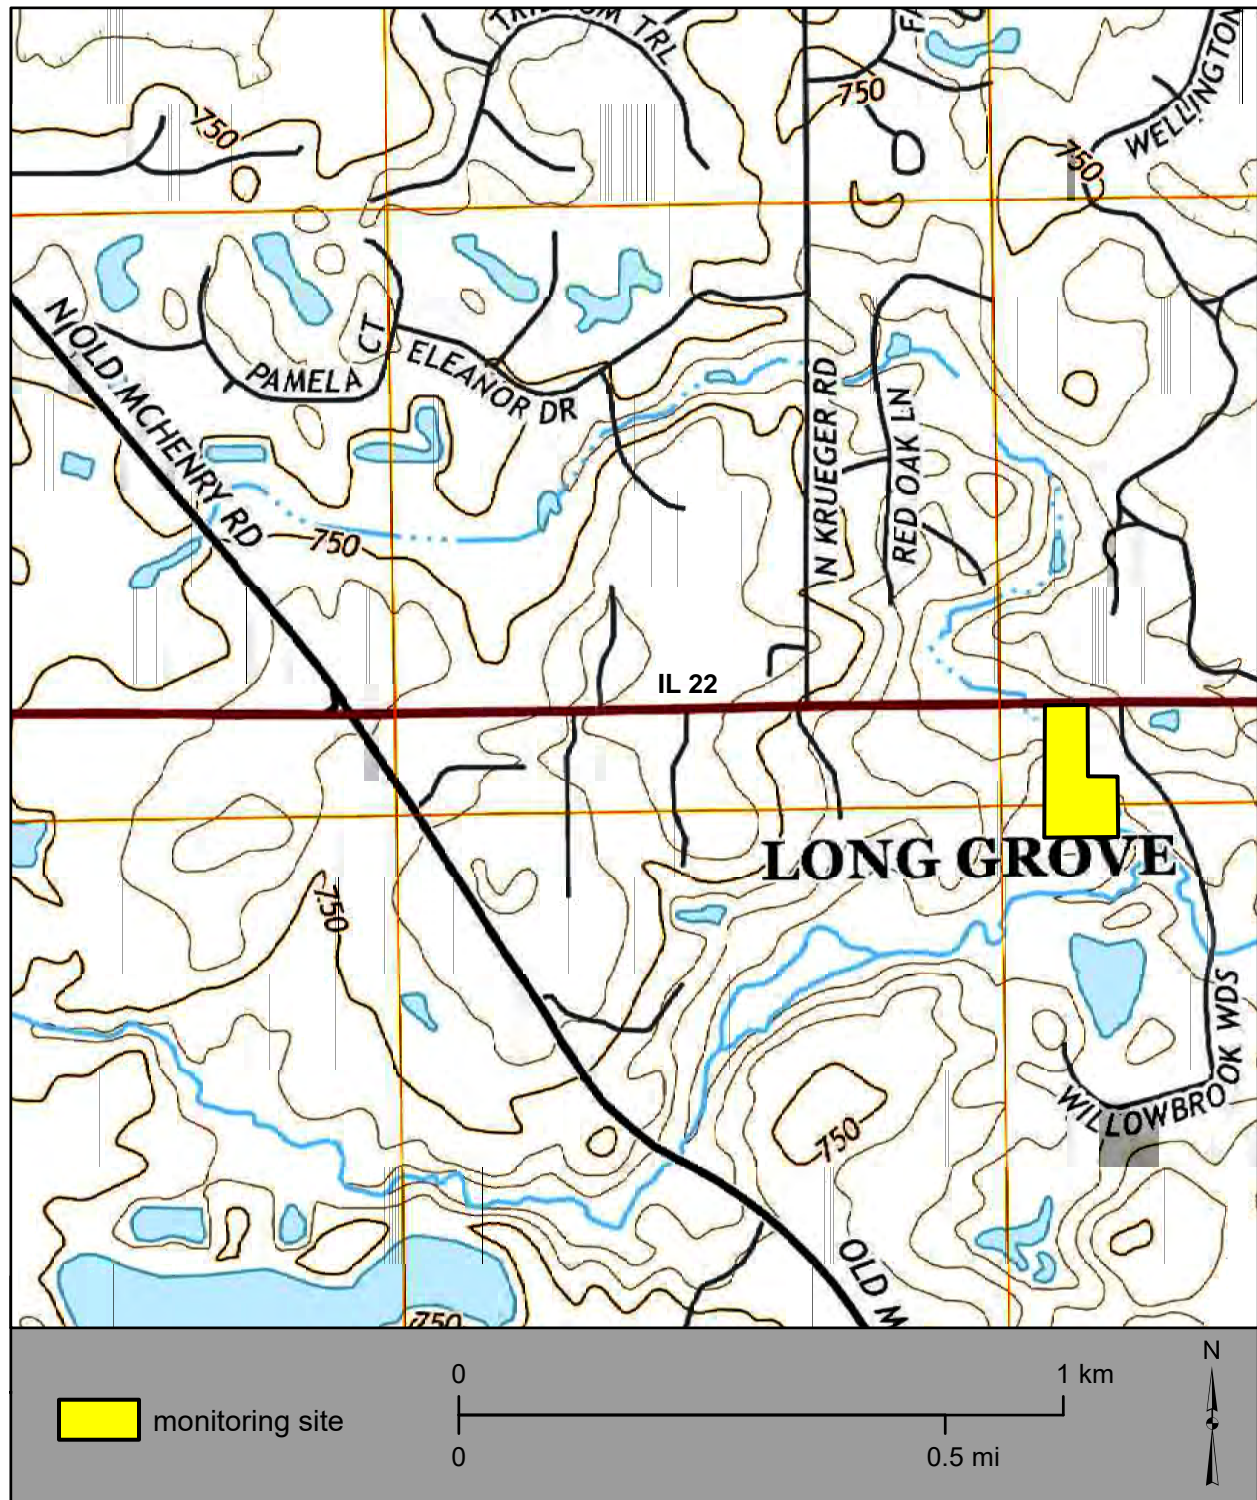 TRL
750
750
WELLINGTON
750
N OLD MCHENRY RD
PAMELA CT
ELEANOR DR
N KRUEGER RD
RED OAK LN
750
IL 22
LONG GROVE
750
WILLOWBROOK WDS
750
OLD M
750
0
1 km
N
monitoring site
0
0.5 mi